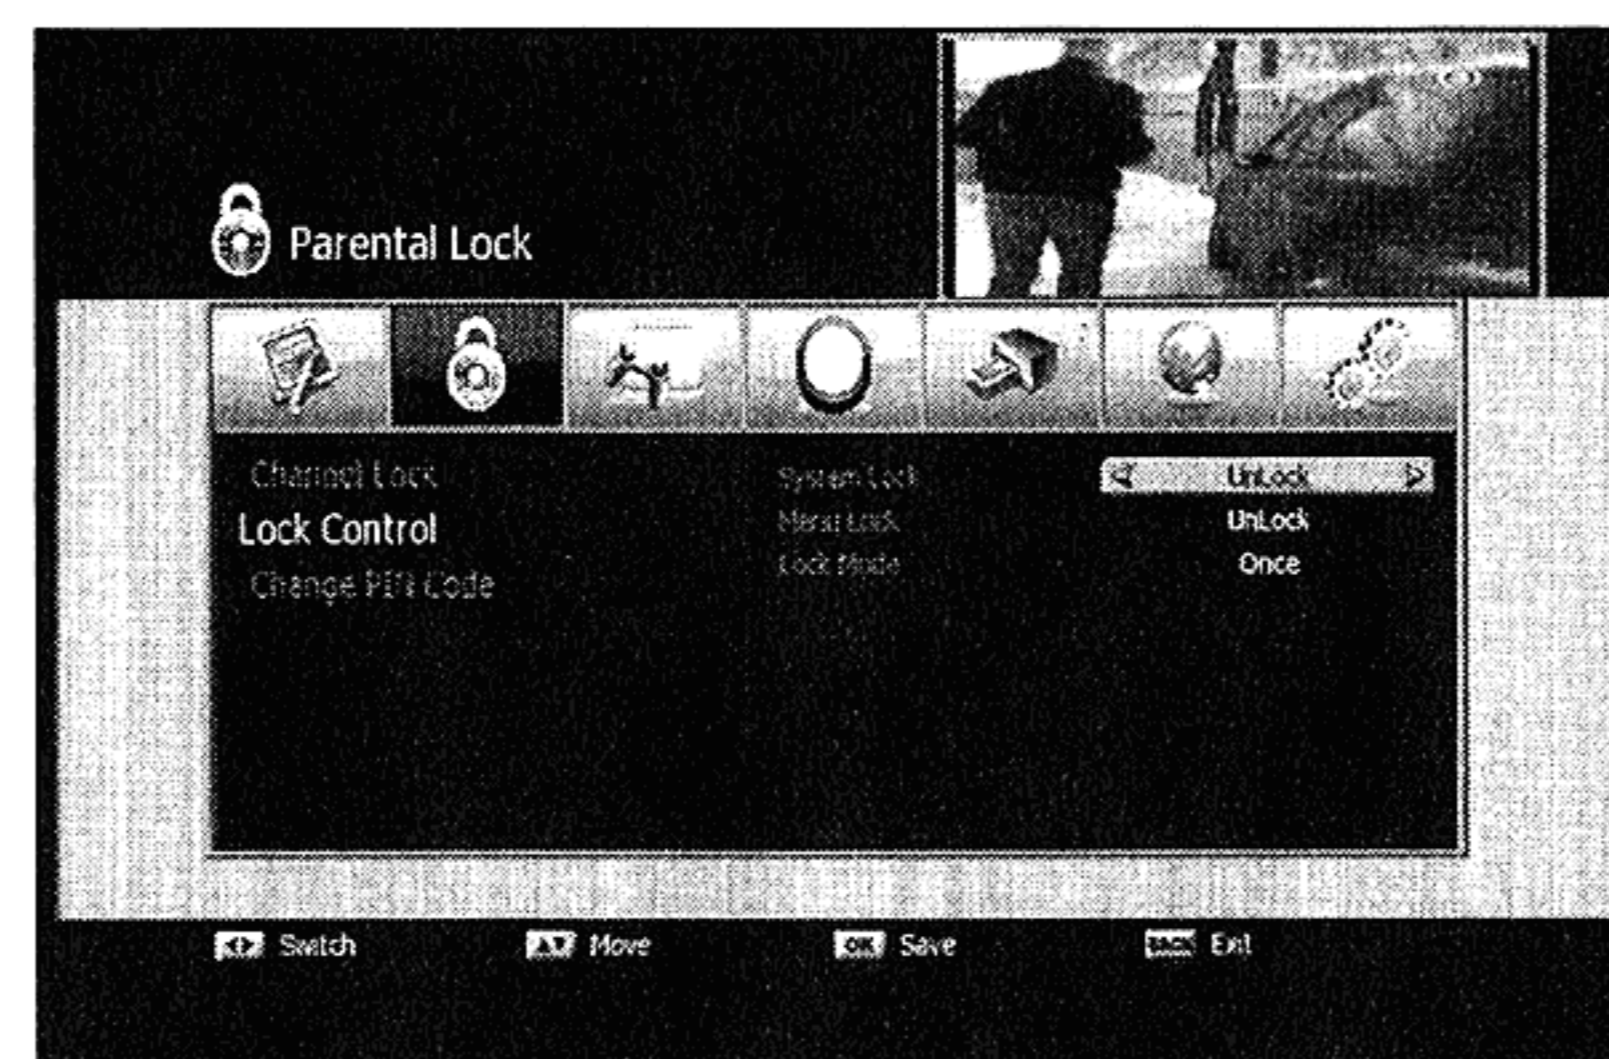 Parental Lock
Channel Lock
Lock Control
Change PIN Code
System Lock UnLock
Menu Lock UnLock
Lock Mode Once
Switch Move OK Save BACK Exit